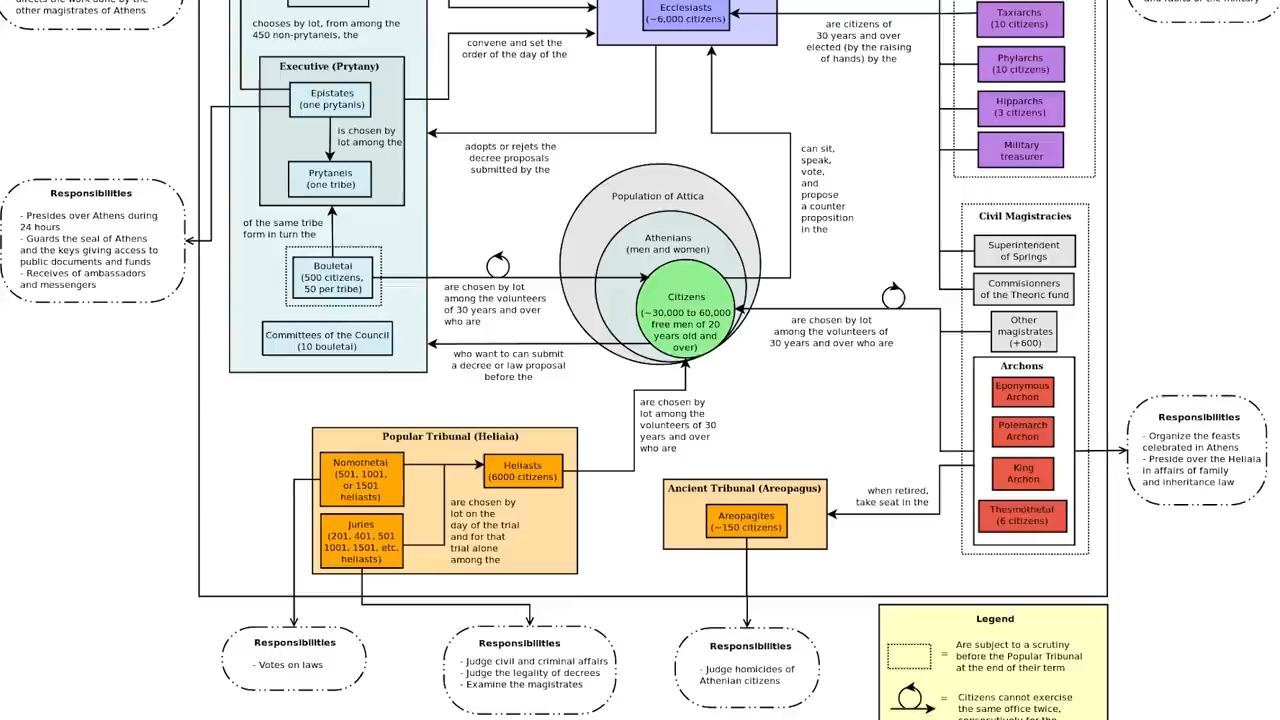 other magistrates of Athens
chooses by lot, from among the
450 non-prytaneis, the
Executive (Prytany)
Epistates
(one prytanis)
is chosen by
lot among the
Prytaneis
(one tribe)
of the same tribe
form in turn the
Bouletai
(500 citizens,
50 per tribe)
Committees of the Council
(10 bouletai)
Responsibilities
- Presides over Athens during
24 hours
- Guards the seal of Athens
and the keys giving access to
public documents and funds
- Receives of ambassadors
and messengers
convene and set the
order of the day of the
Ecclesiasts
(~6,000 citizens)
are citizens of
30 years and over
elected (by the raising
of hands) by the
adopts or rejects the
decree proposals
submitted by the
can sit,
speak,
vote,
and
propose
a counter
proposition
in the
Population of Attica
Athenians
(men and women)
Citizens
(~30,000 to 60,000
free men of 20
years old and
over)
are chosen by lot
among the volunteers
of 30 years and over
who are
who want to can submit
a decree or law proposal
before the
are chosen by lot
among the volunteers of
30 years and over who are
are chosen by
lot among the
volunteers of 30
years and over
who are
Taxiarchs
(10 citizens)
Phylarchs
(10 citizens)
Hipparchs
(3 citizens)
Military
treasurer
Civil Magistracies
Superintendent
of Springs
Commisionners
of the Theoric fund
Other
magistrates
(+600)
Archons
Eponymous
Archon
Polemarch
Archon
King
Archon
Thesmothetai
(6 citizens)
Responsibilities
- Organize the feasts
celebrated in Athens
- Preside over the Heliaia
in affairs of family
and inheritance law
when retired,
take seat in the
Popular Tribunal (Heliaia)
Nomothetai
(501, 1001,
or 1501
heliasts)
Heliasts
(6000 citizens)
Juries
(201, 401, 501
1001, 1501, etc.
heliasts)
are chosen by
lot on the
day of the trial
and for that
trial alone
among the
Ancient Tribunal (Areopagus)
Areopagites
(~150 citizens)
Responsibilities
- Votes on laws
Responsibilities
- Judge civil and criminal affairs
- Judge the legality of decrees
- Examine the magistrates
Responsibilities
- Judge homicides of
Athenian citizens
Legend
= Are subject to a scrutiny
before the Popular Tribunal
at the end of their term
= Citizens cannot exercise
the same office twice,